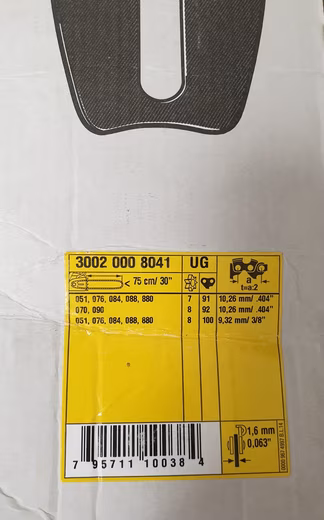 3002 000 8041 UG
< 75 cm/ 30"
a
t=a:2
051, 076, 084, 088, 880 7 91 10,26 mm/ .404"
070, 090 8 92 10,26 mm/ .404"
051, 076, 084, 088, 880 8 100 9,32 mm/ 3/8"
1,6 mm
0,063"
7 95711 10038 4